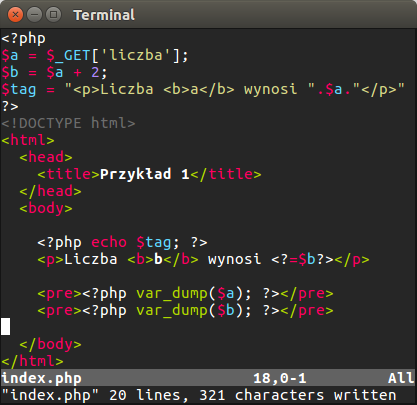 Terminal
<?php
$a = $_GET['liczba'];
$b = $a + 2;
$tag = "<p>Liczba <b>a</b> wynosi ".$a."</p>"
?>
<!DOCTYPE html>
<html>
  <head>
    <title>Przykład 1</title>
  </head>
  <body>
    <?php echo $tag; ?>
    <p>Liczba <b>b</b> wynosi <?=$b?></p>
    <pre><?php var_dump($a); ?></pre>
    <pre><?php var_dump($b); ?></pre>
  </body>
</html>
index.php 18,0-1 All
"index.php" 20 lines, 321 characters written